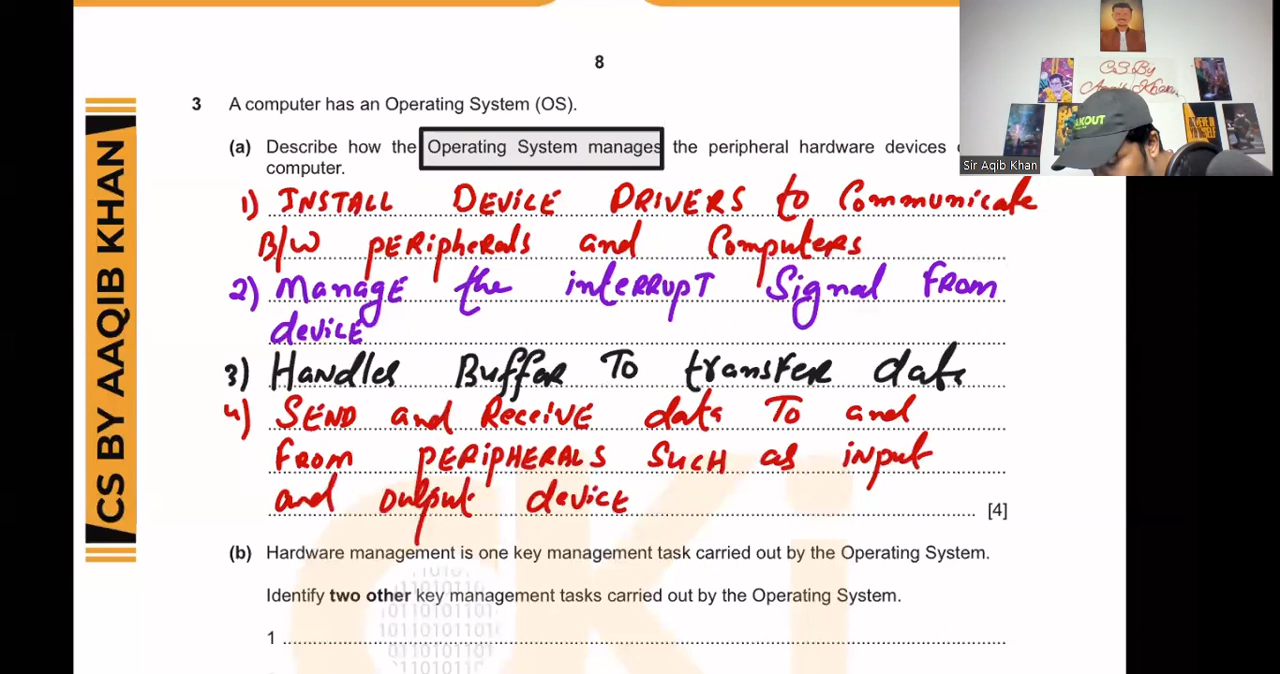 8
CS By
Aaqib Khan
Sir Aqib Khan
CS BY AAQIB KHAN
3 A computer has an Operating System (OS).
(a) Describe how the Operating System manages the peripheral hardware devices
computer.
1) INSTALL DEVICE DRIVERS to Communicate
B/W PERipherals and Computers
2) Manage the interrupt Signal from
device
3) Handles Buffer To transfer data
4) SEND and Receive data To and
from PERIPHERALS SUCH as input
and output device
[4]
(b) Hardware management is one key management task carried out by the Operating System.
Identify two other key management tasks carried out by the Operating System.
1